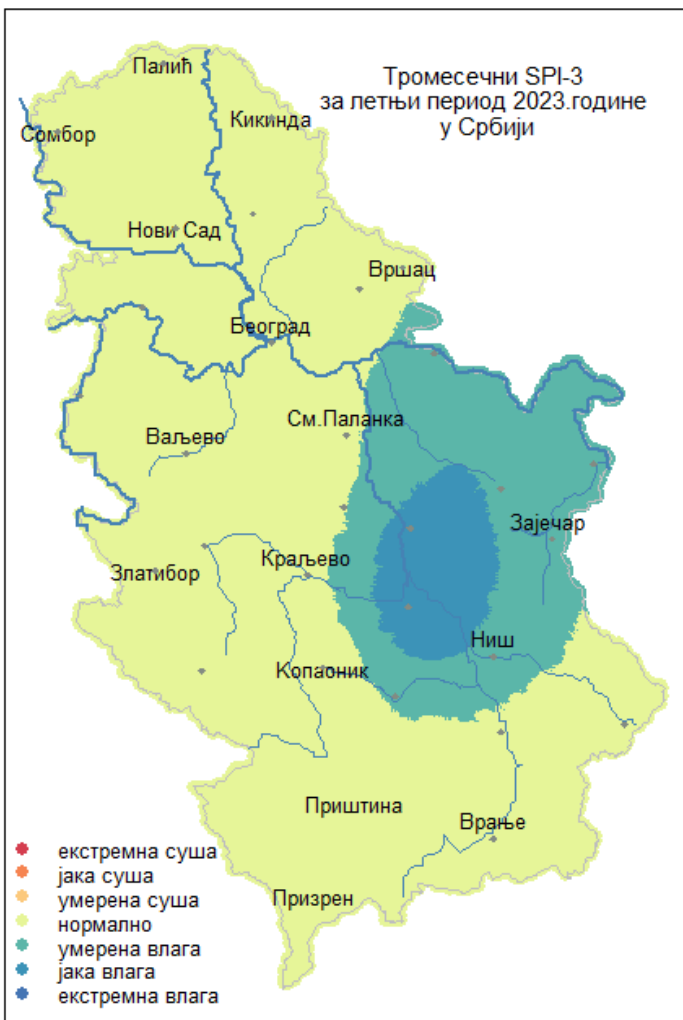 Тромесечни SPI-3
за летњи период 2023.године
у Србији
Палић
Сомбор
Кикинда
Нови Сад
Вршац
Београд
См.Паланка
Ваљево
Зајечар
Краљево
Златибор
Ниш
Копаоник
Приштина
Врање
Призрен
екстремна суша
јака суша
умерена суша
нормално
умерена влага
јака влага
екстремна влага